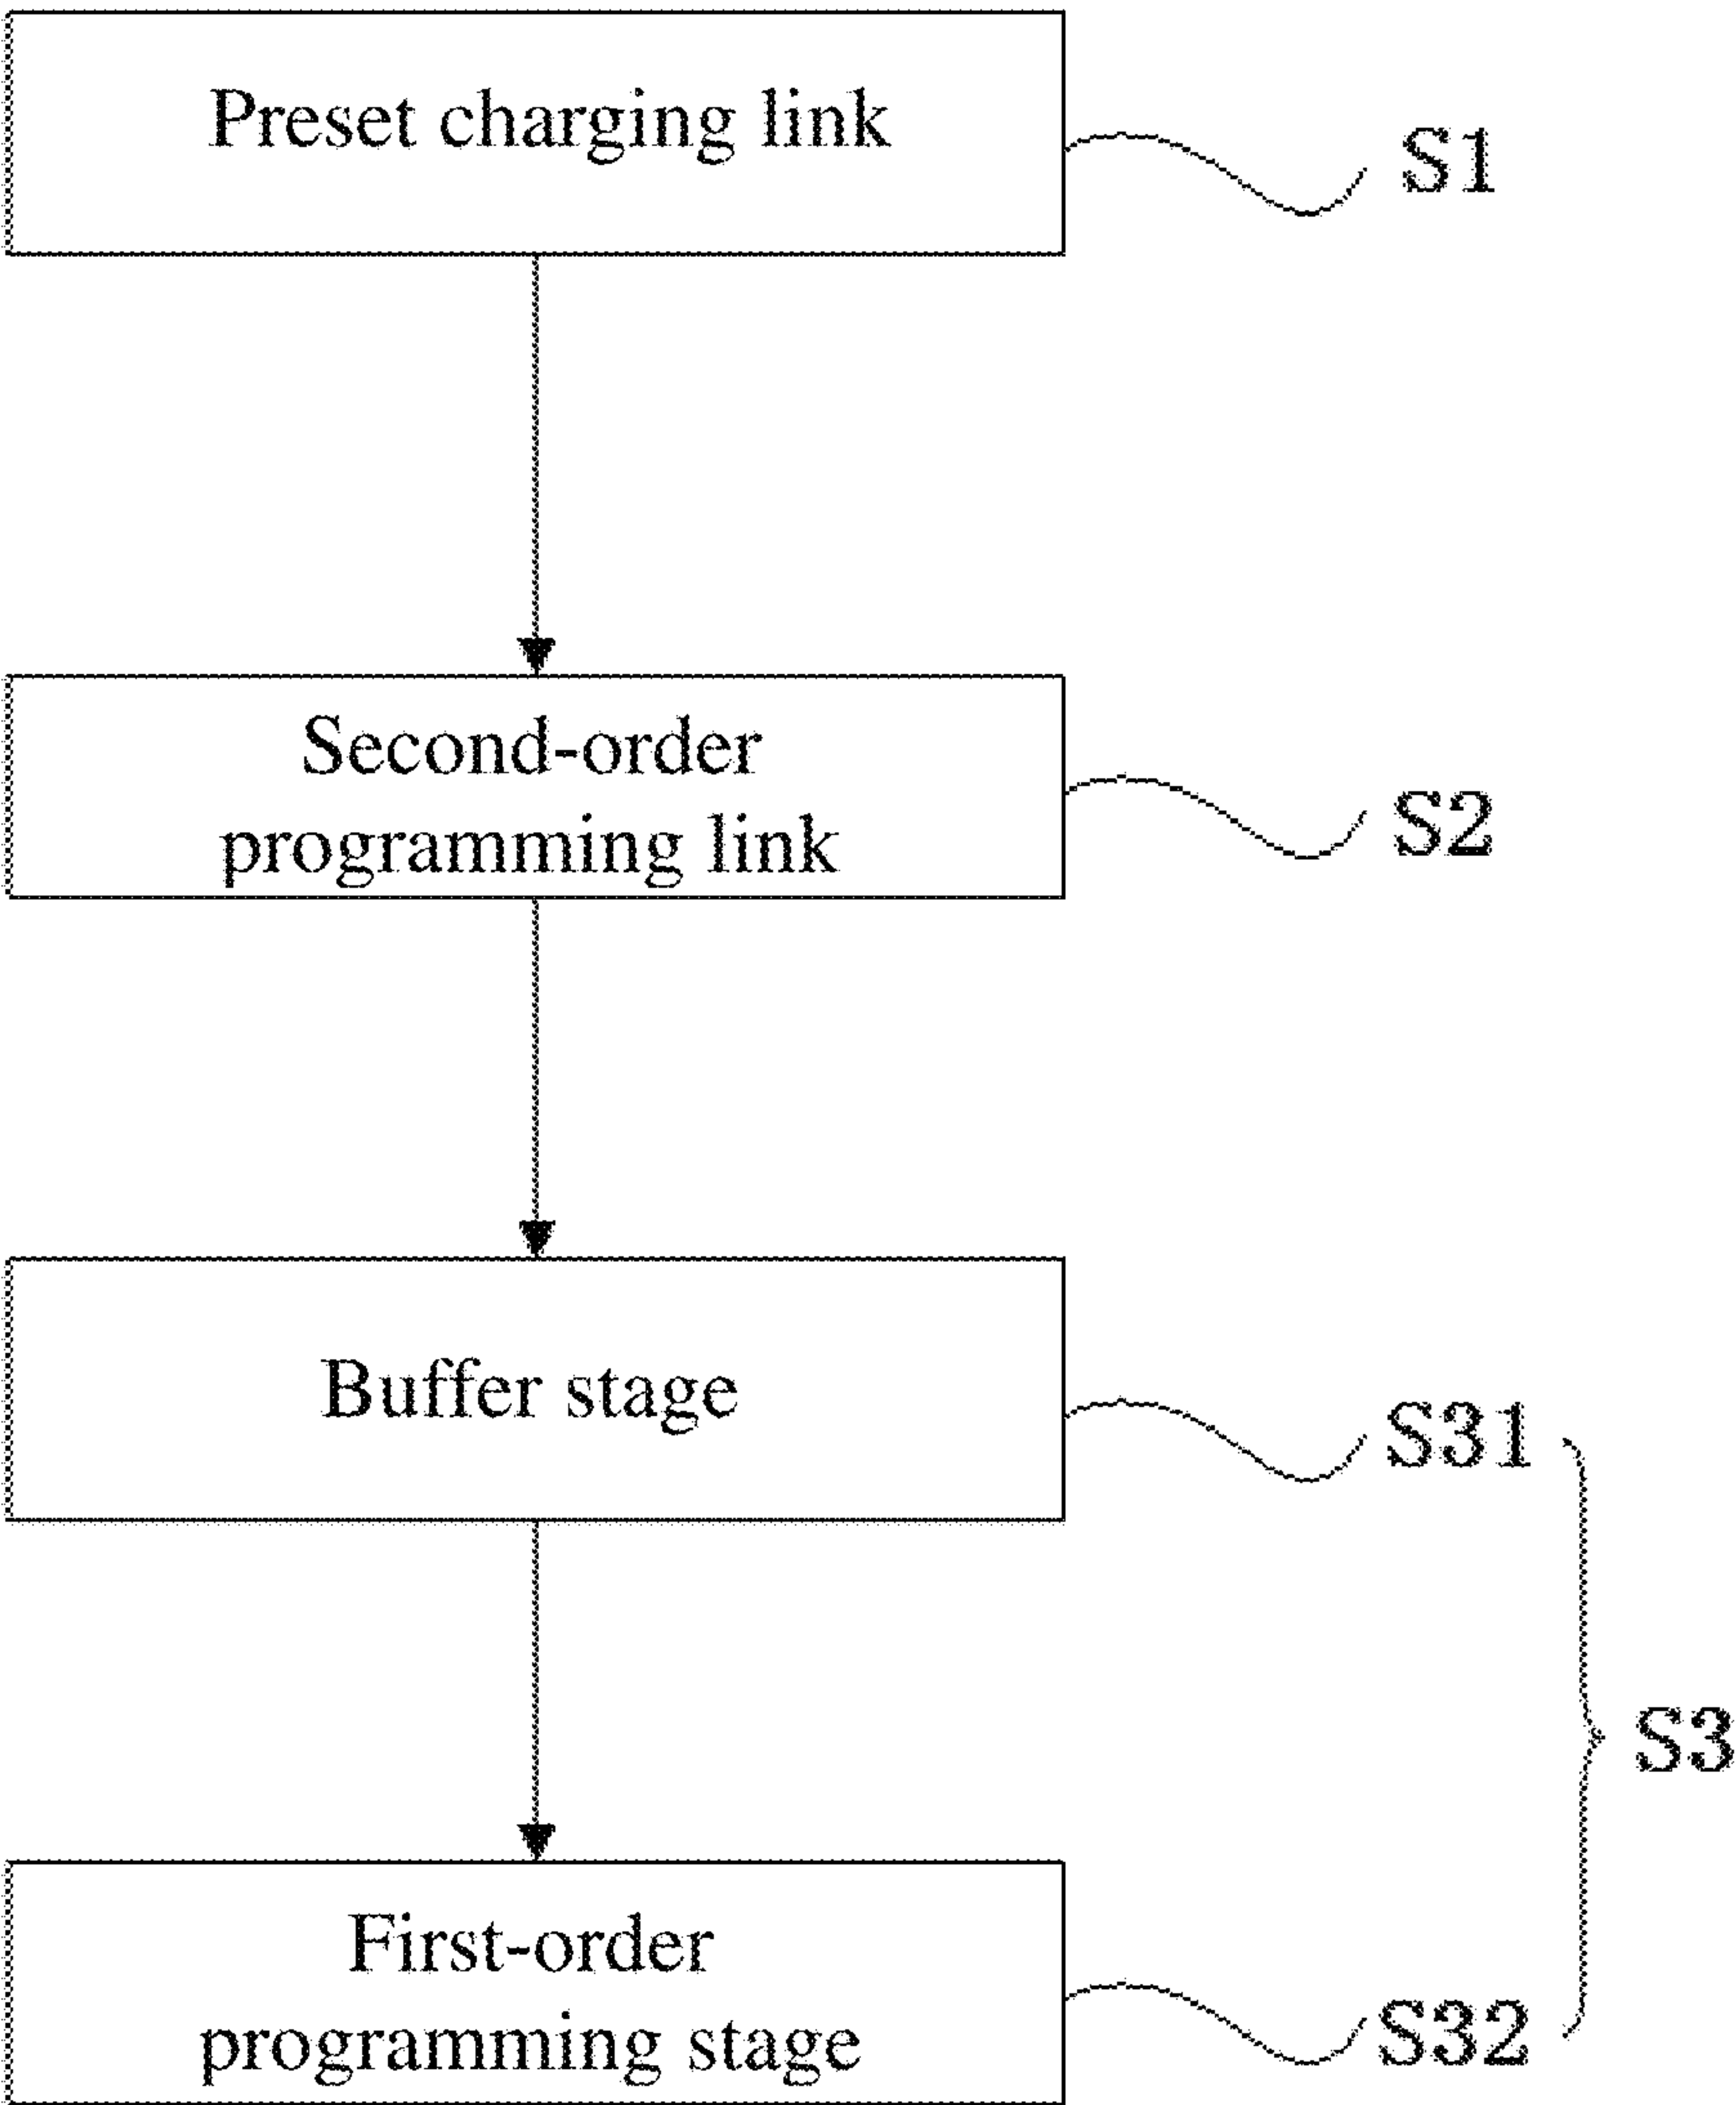 Preset charging link
S1
Second-order
programming link
S2
Buffer stage
S31
S3
First-order
programming stage
S32